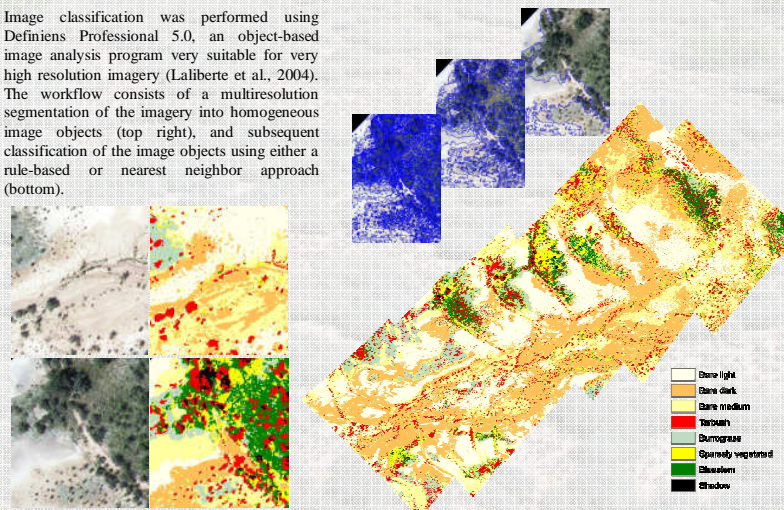 Image classification was performed using
Definiens Professional 5.0, an object-based
image analysis program very suitable for very
high resolution imagery (Laliberte et al., 2004).
The workflow consists of a multiresolution
segmentation of the imagery into homogeneous
image objects (top right), and subsequent
classification of the image objects using either a
rule-based or nearest neighbor approach
(bottom).
Bare light
Bare dark
Bare medium
Tarbush
Burrograss
Sparsely vegetated
Bluestem
Shadow